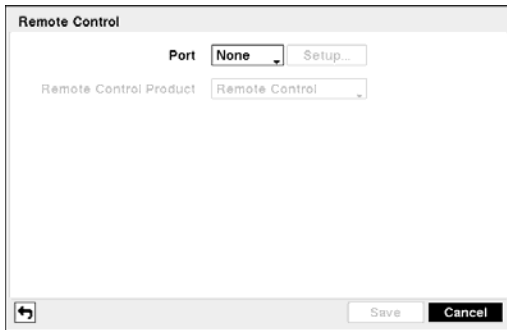 Remote Control
Port None Setup...
Remote Control Product Remote Control
Save Cancel